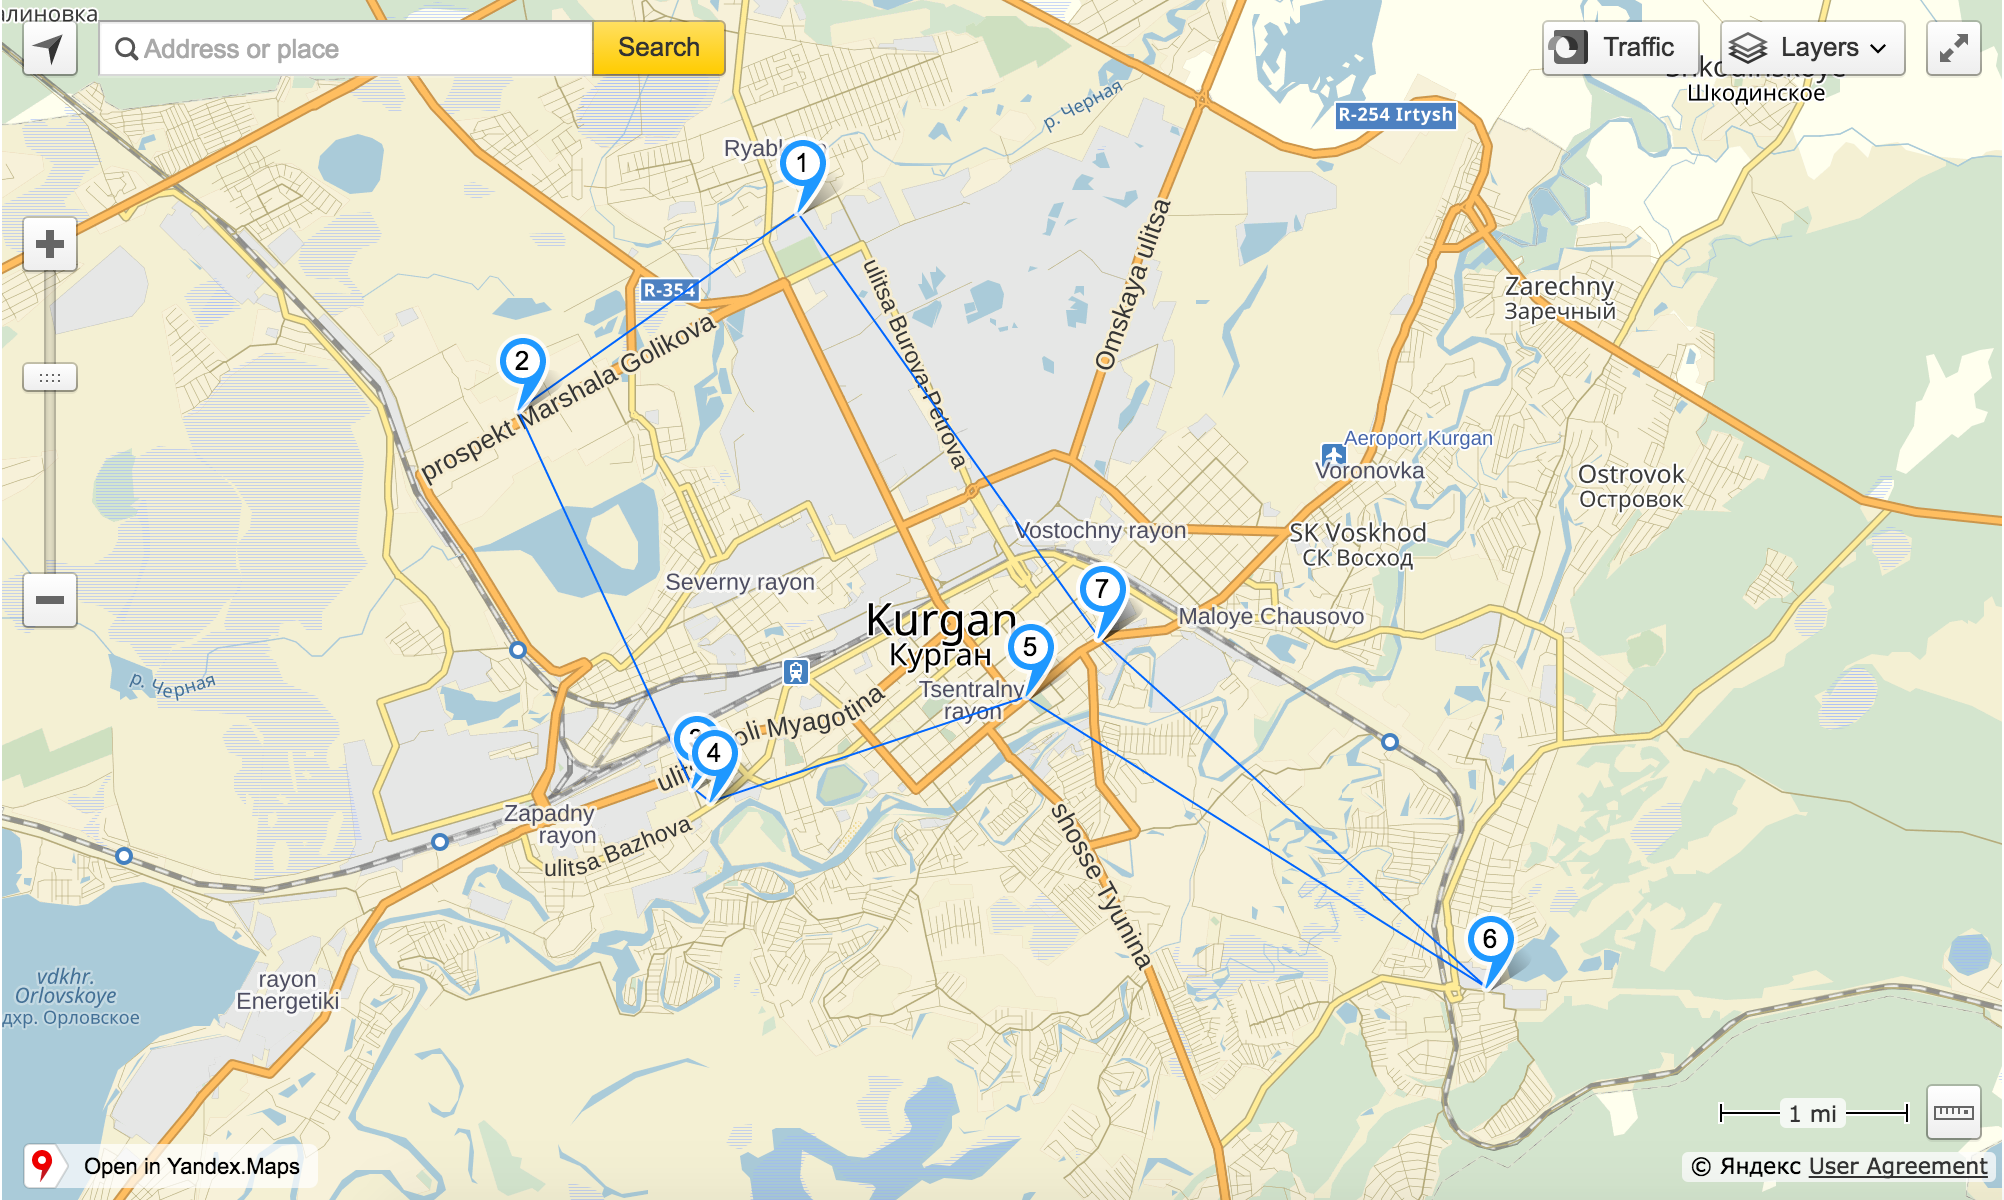 Address or place
Search
Traffic
Layers
Шкодинское
R-254 Irtysh
р. Черная
1
R-354
ulitsa Burova-Petrova
Omskaya ulitsa
Zarechny
Заречный
2
prospekt Marshala Golikova
Aeroport Kurgan
Voronovka
Ostrovok
Островок
Vostochny rayon
SK Voskhod
СК Восход
Severny rayon
7
Kurgan
Курган
Maloye Chausovo
5
Tsentralny
rayon
р. Черная
4
Myagotina
Zapadny
rayon
ulitsa Bazhova
shosse Tyunina
6
rayon
Energetiki
vdkhr.
Orlovskoye
дхр. Орловское
1 mi
Open in Yandex.Maps
© Яндекс User Agreement